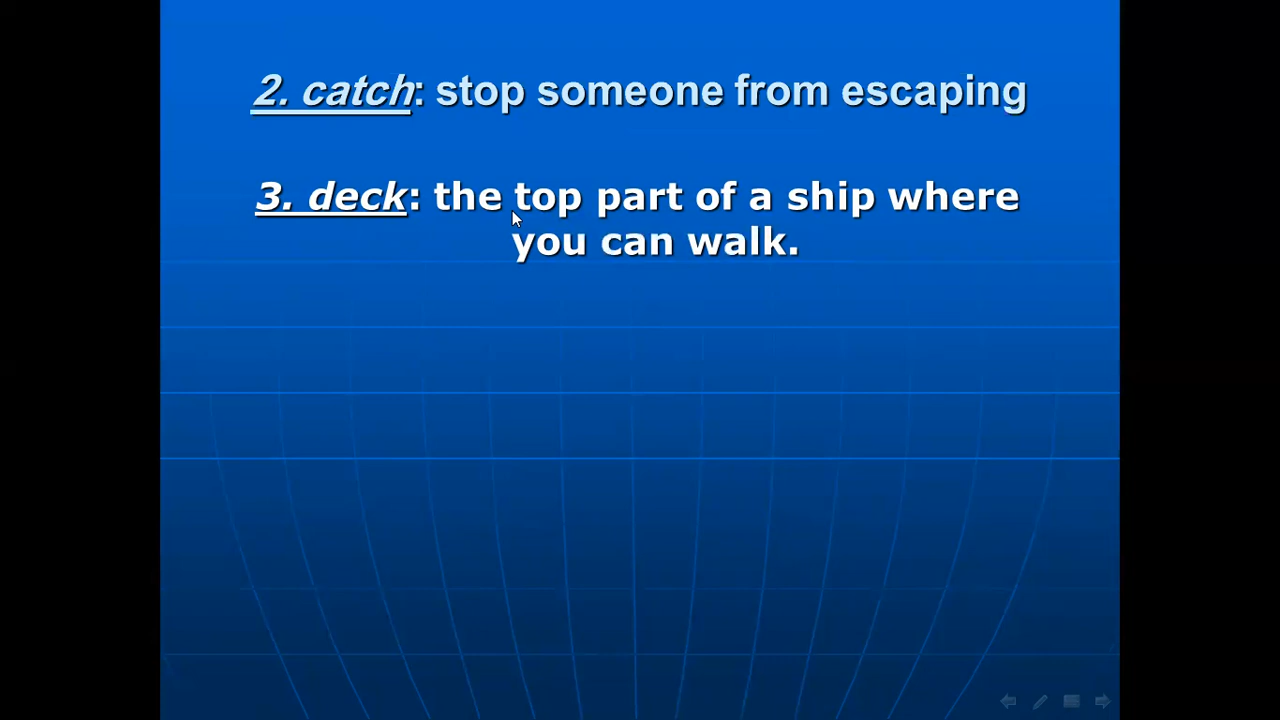 2. catch: stop someone from escaping
3. deck: the top part of a ship where
you can walk.